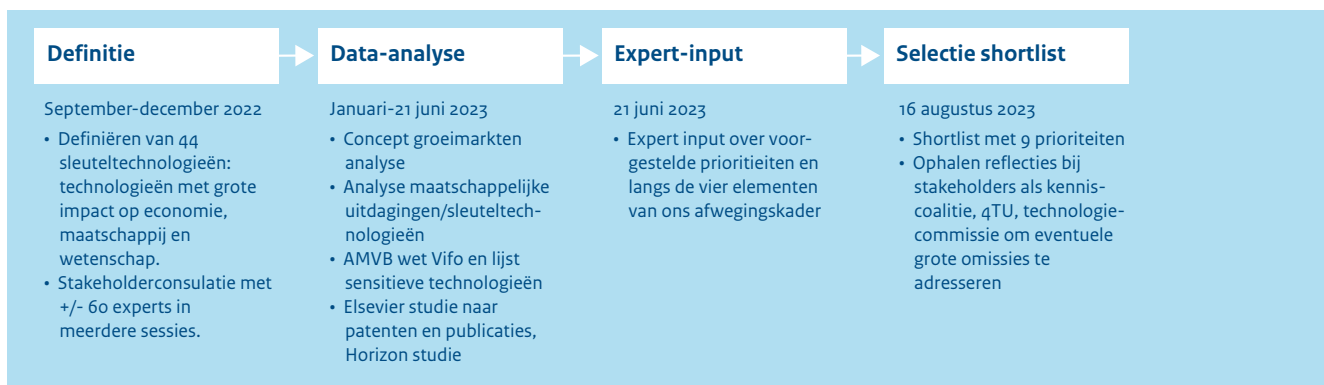 Definitie
September-december 2022
• Definiëren van 44
sleuteltechnologieën:
technologieën met grote
impact op economie,
maatschappij en
wetenschap.
• Stakeholderconsulatie met
+/- 60 experts in
meerdere sessies.
Data-analyse
Januari-21 juni 2023
• Concept groeimarkten
analyse
• Analyse maatschappelijke
uitdagingen/sleuteltech-
nologieën
• AMVB wet Vifo en lijst
sensitieve technologieën
• Elsevier studie naar
patenten en publicaties,
Horizon studie
Expert-input
21 juni 2023
• Expert input over voor-
gestelde prioritieiten en
langs de vier elementen
van ons afwegingskader
Selectie shortlist
16 augustus 2023
• Shortlist met 9 prioriteiten
• Ophalen reflecties bij
stakeholders als kennis-
coalitie, 4TU, technologie-
commissie om eventuele
grote omissies te
adresseren